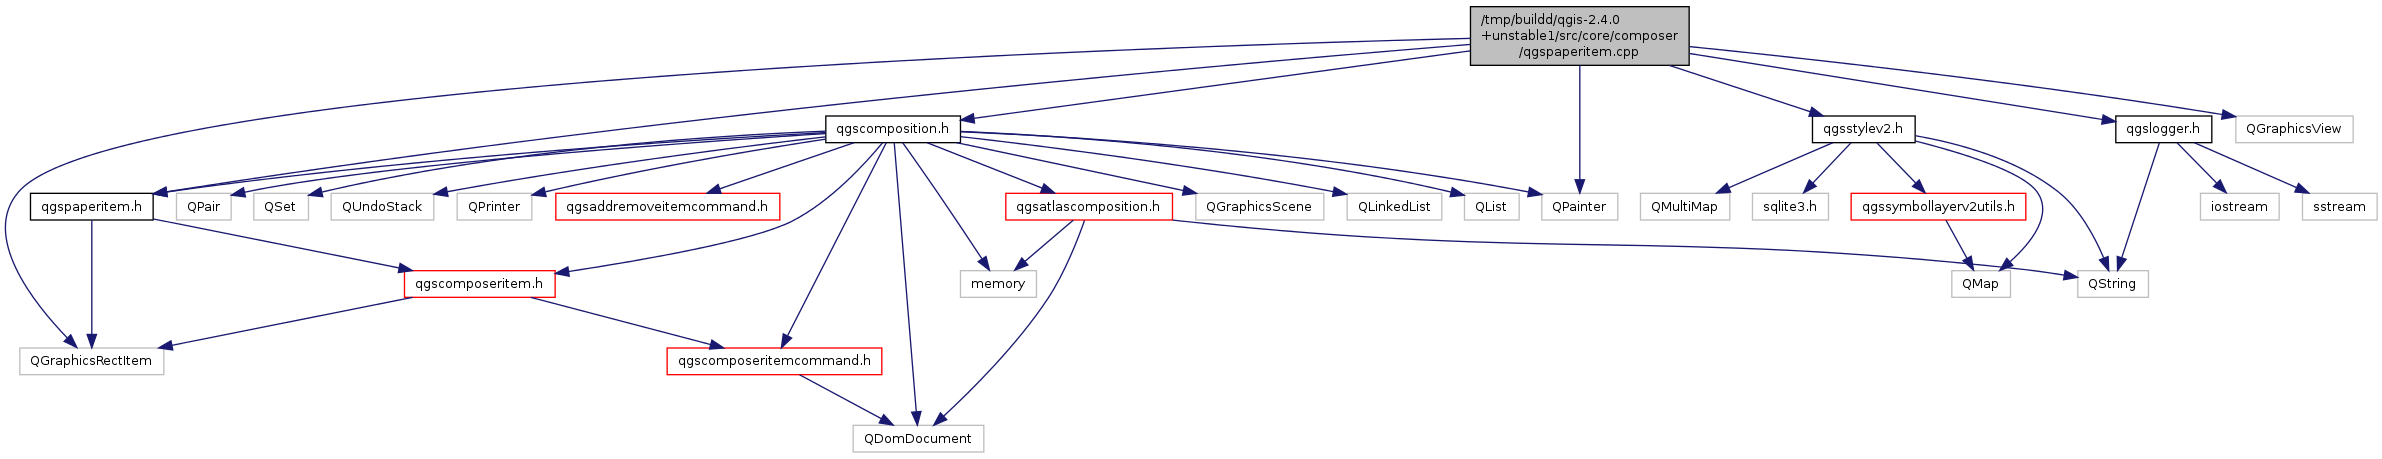 /tmp/buildd/qgis-2.4.0
+unstable1/src/core/composer
/qgspaperitem.cpp
qgscomposition.h
qgsstylev2.h
qgslogger.h
QGraphicsView
qgspaperitem.h
QPair
QSet
QUndoStack
QPrinter
qgsaddremoveitemcommand.h
qgsatlascomposition.h
QGraphicsScene
QLinkedList
QList
QPainter
QMultiMap
sqlite3.h
qgssymbollayerv2utils.h
iostream
sstream
qgscomposeritem.h
memory
QMap
QString
QGraphicsRectItem
qgscomposeritemcommand.h
QDomDocument